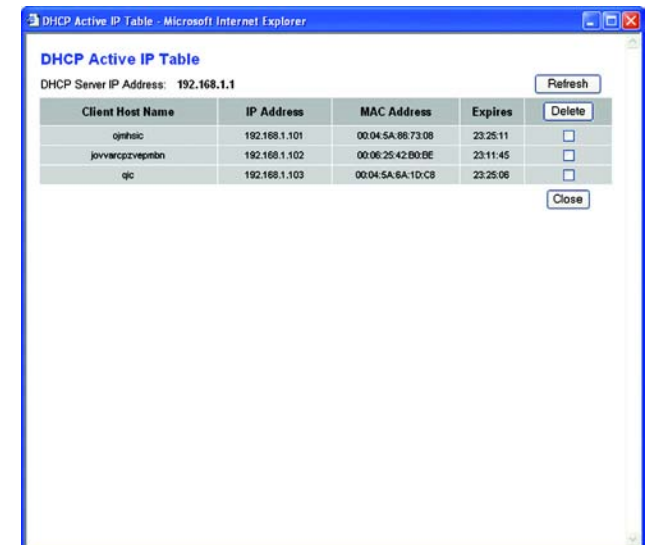 DHCP Active IP Table - Microsoft Internet Explorer
DHCP Active IP Table
DHCP Server IP Address: 192.168.1.1 Refresh
Client Host Name IP Address MAC Address Expires Delete
ojmhsic 192.168.1.101 00:04:5A:86:73:08 23:25:11
jovvarcpzvepmbn 192.168.1.102 00:06:25:42:B0:BE 23:11:45
qic 192.168.1.103 00:04:5A:6A:1D:C8 23:25:06
Close